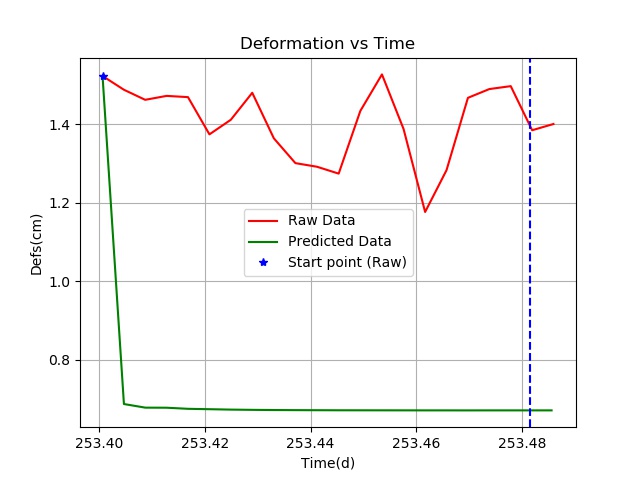 Deformation vs Time
Defs(cm)
1.4
1.2
1.0
0.8
Raw Data
Predicted Data
Start point (Raw)
253.40 253.42 253.44 253.46 253.48
Time(d)